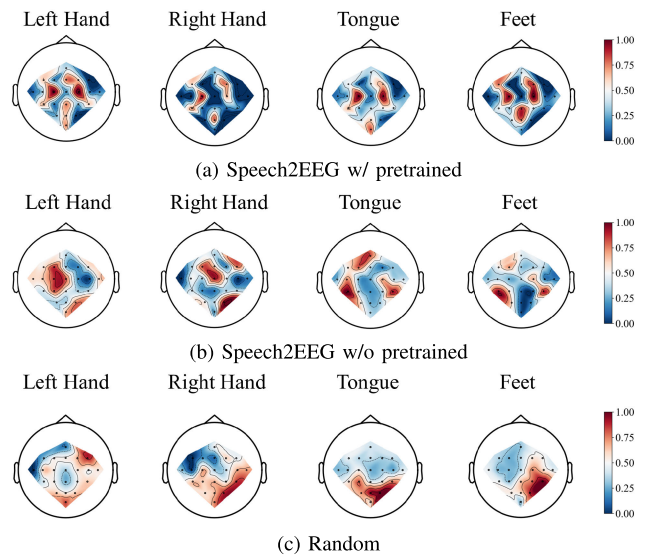 Left Hand Right Hand Tongue Feet
1.00
0.75
0.50
0.25
0.00
(a) Speech2EEG w/ pretrained
Left Hand Right Hand Tongue Feet
1.00
0.75
0.50
0.25
0.00
(b) Speech2EEG w/o pretrained
Left Hand Right Hand Tongue Feet
1.00
0.75
0.50
0.25
0.00
(c) Random